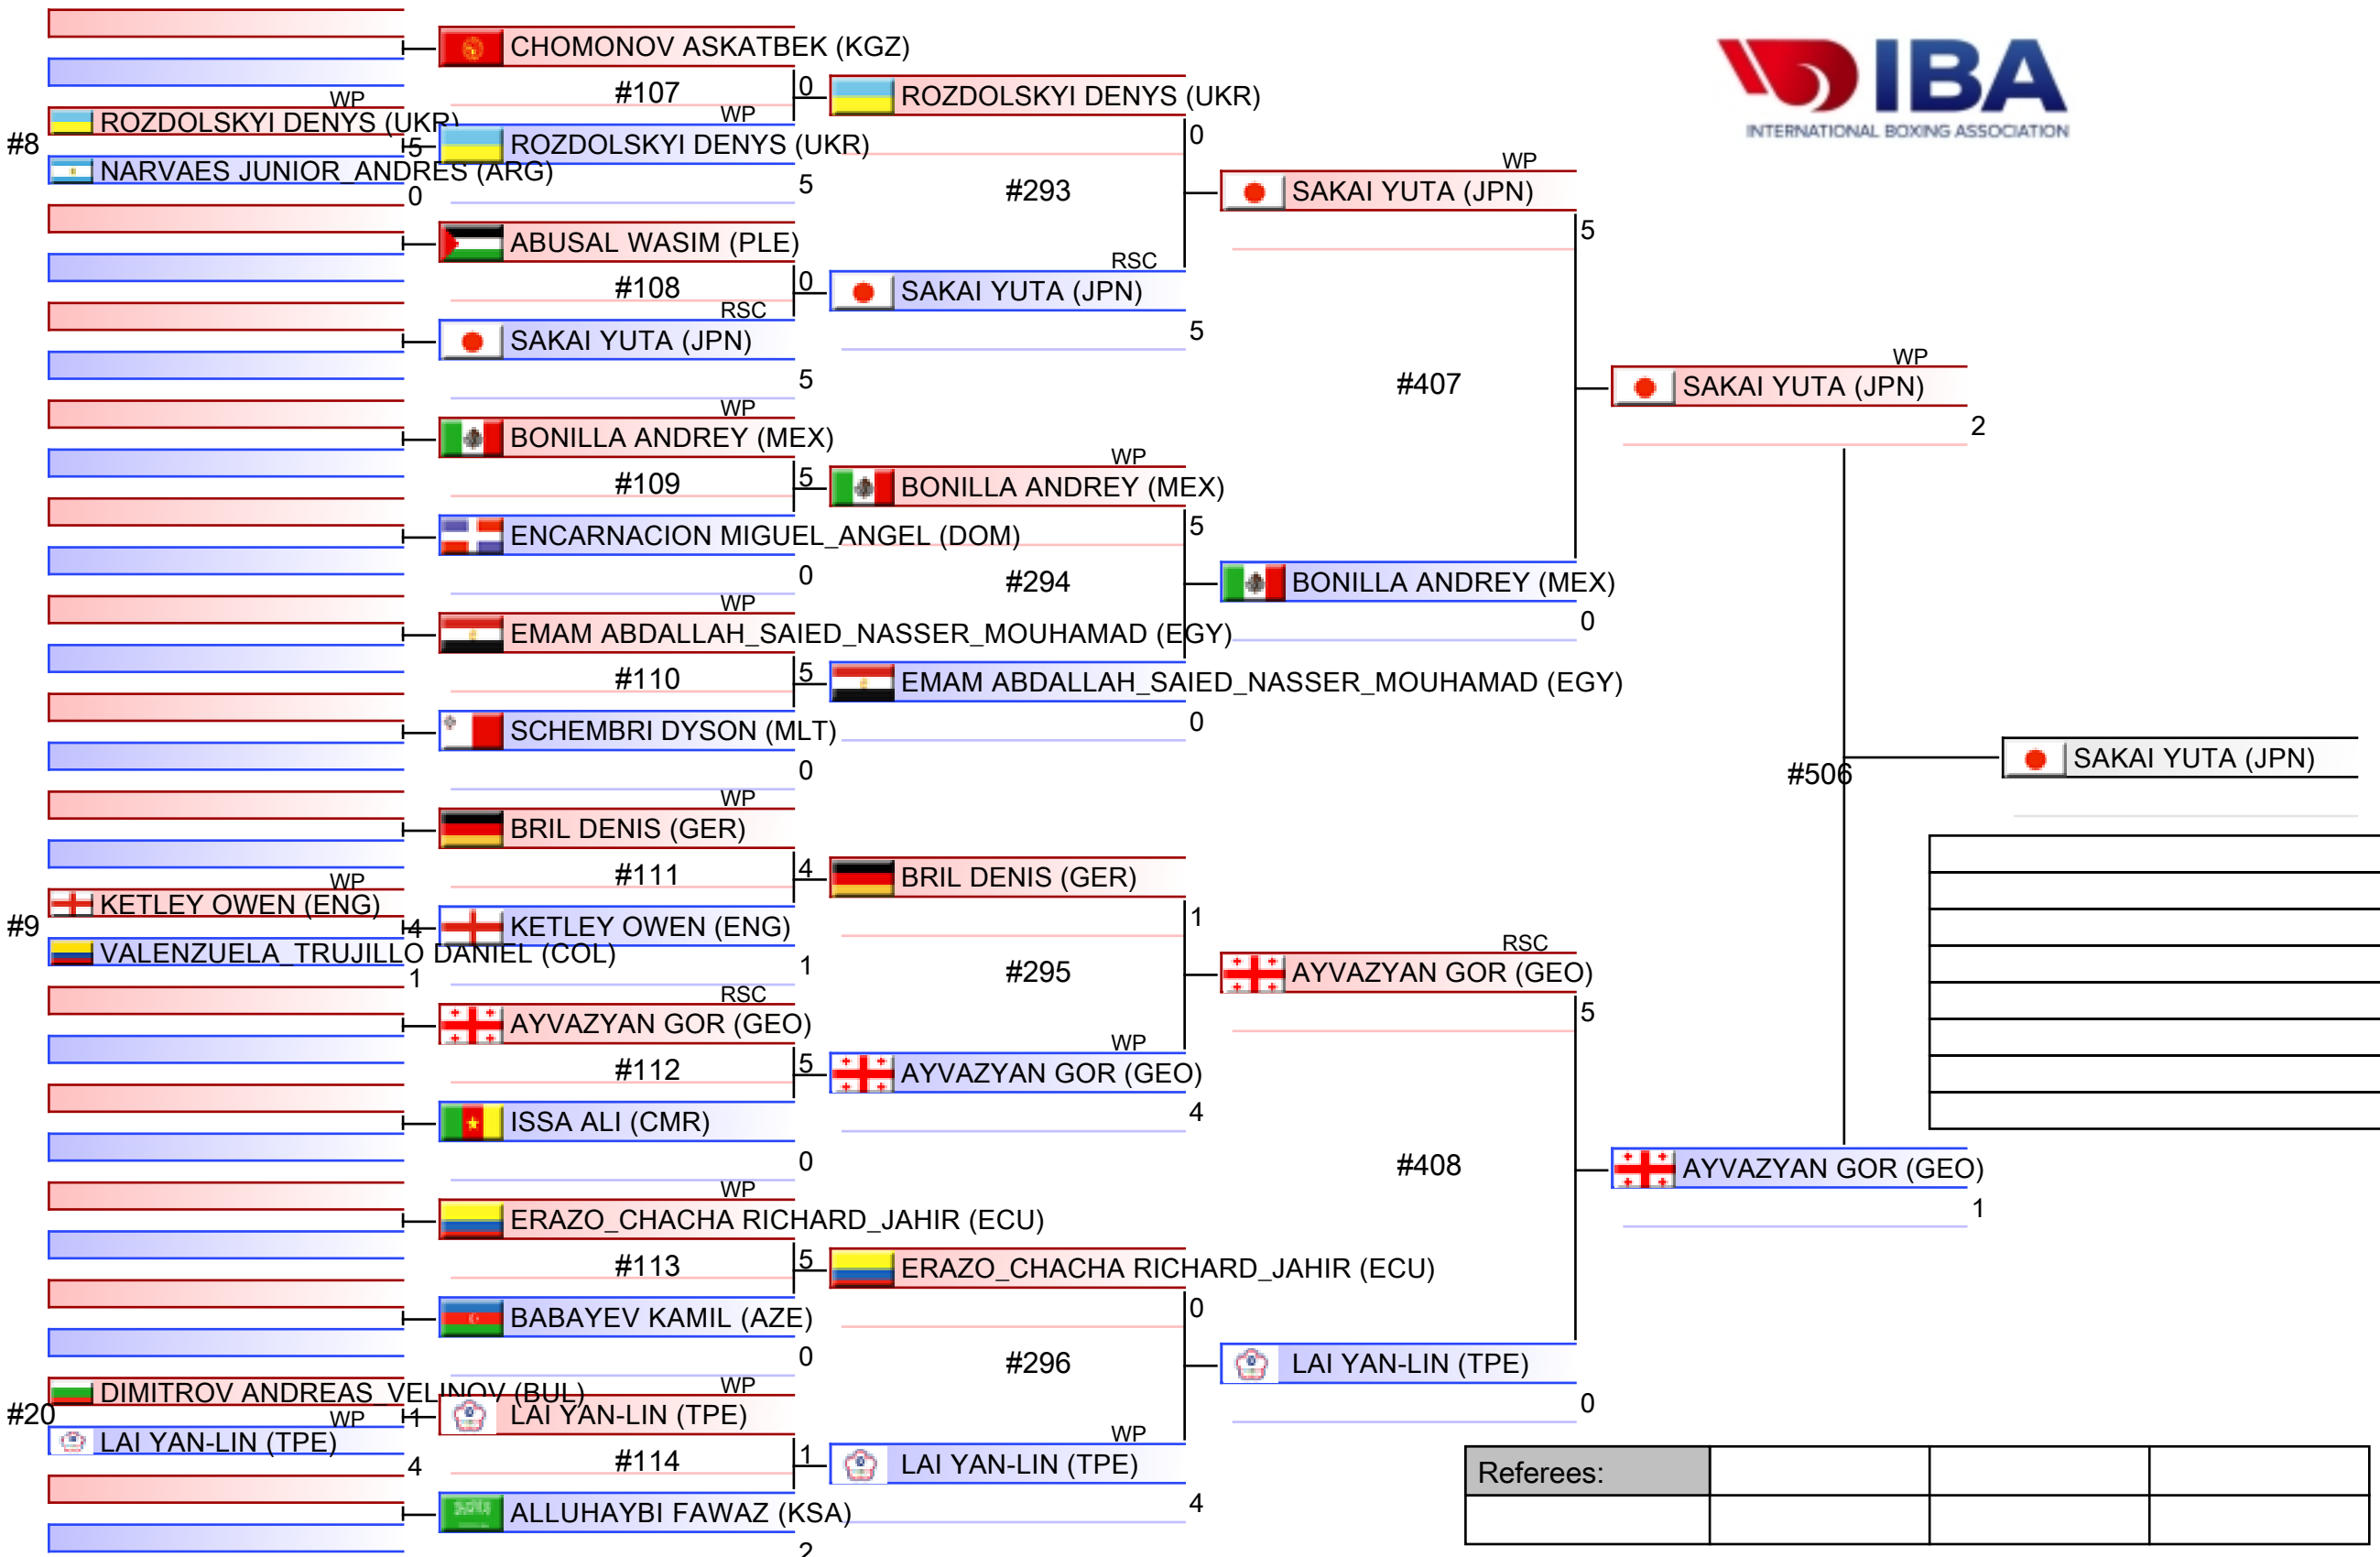 IBA
INTERNATIONAL BOXING ASSOCIATION
#8
WP
ROZDOLSKYI DENYS (UKR)
5
NARVAES JUNIOR_ANDRES (ARG)
0
#9
WP
KETLEY OWEN (ENG)
4
VALENZUELA_TRUJILLO DANIEL (COL)
1
#20
DIMITROV ANDREAS_VELINOV (BUL)
1
WP
LAI YAN-LIN (TPE)
4
CHOMONOV ASKATBEK (KGZ)
0
#107
WP
ROZDOLSKYI DENYS (UKR)
5
ABUSAL WASIM (PLE)
0
#108
RSC
SAKAI YUTA (JPN)
5
WP
BONILLA ANDREY (MEX)
5
#109
ENCARNACION MIGUEL_ANGEL (DOM)
0
WP
EMAM ABDALLAH_SAIED_NASSER_MOUHAMAD (EGY)
5
#110
SCHEMBRI DYSON (MLT)
0
WP
BRIL DENIS (GER)
4
#111
KETLEY OWEN (ENG)
1
RSC
AYVAZYAN GOR (GEO)
5
#112
ISSA ALI (CMR)
0
WP
ERAZO_CHACHA RICHARD_JAHIR (ECU)
5
#113
BABAYEV KAMIL (AZE)
0
WP
LAI YAN-LIN (TPE)
1
#114
ALLUHAYBI FAWAZ (KSA)
2
ROZDOLSKYI DENYS (UKR)
0
#293
RSC
SAKAI YUTA (JPN)
5
WP
BONILLA ANDREY (MEX)
5
#294
EMAM ABDALLAH_SAIED_NASSER_MOUHAMAD (EGY)
0
BRIL DENIS (GER)
1
#295
WP
AYVAZYAN GOR (GEO)
4
ERAZO_CHACHA RICHARD_JAHIR (ECU)
0
#296
WP
LAI YAN-LIN (TPE)
4
WP
SAKAI YUTA (JPN)
5
#407
BONILLA ANDREY (MEX)
0
RSC
AYVAZYAN GOR (GEO)
5
#408
LAI YAN-LIN (TPE)
0
WP
SAKAI YUTA (JPN)
2
#506
AYVAZYAN GOR (GEO)
1
SAKAI YUTA (JPN)
Referees: